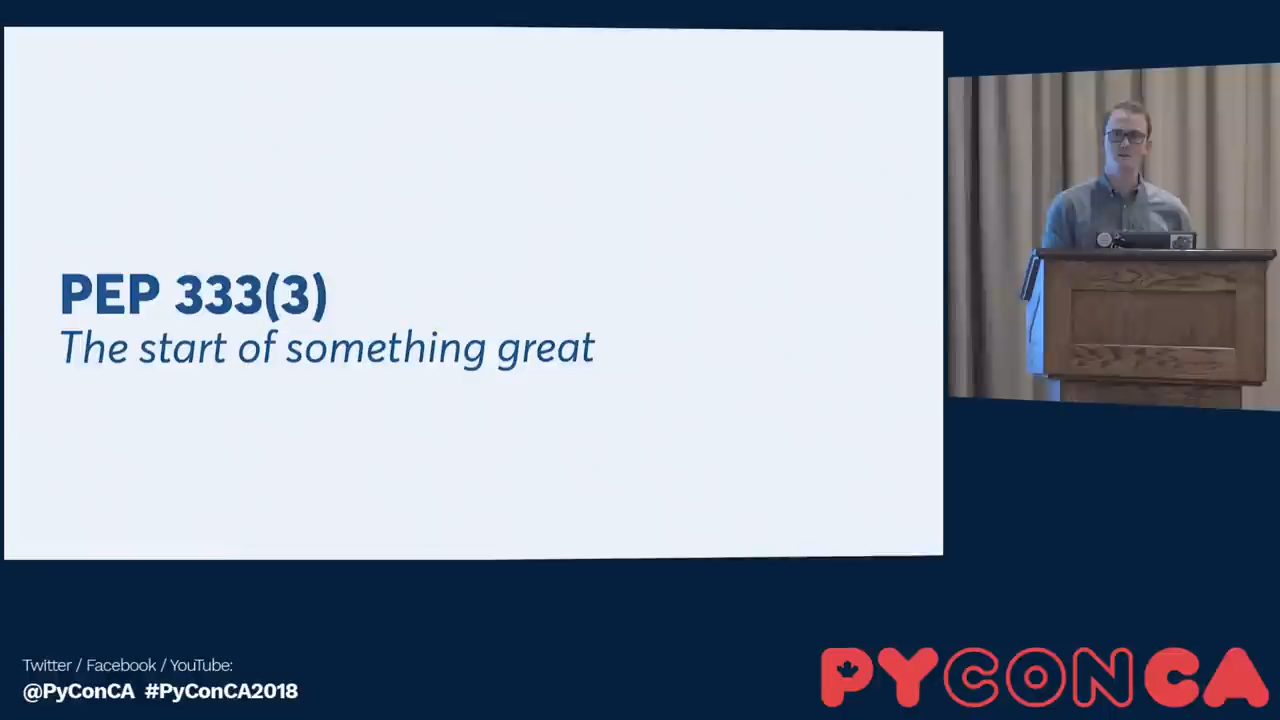 PEP 333(3)
The start of something great
Twitter / Facebook / YouTube:
@PyConCA #PyConCA2018
PYCONCA